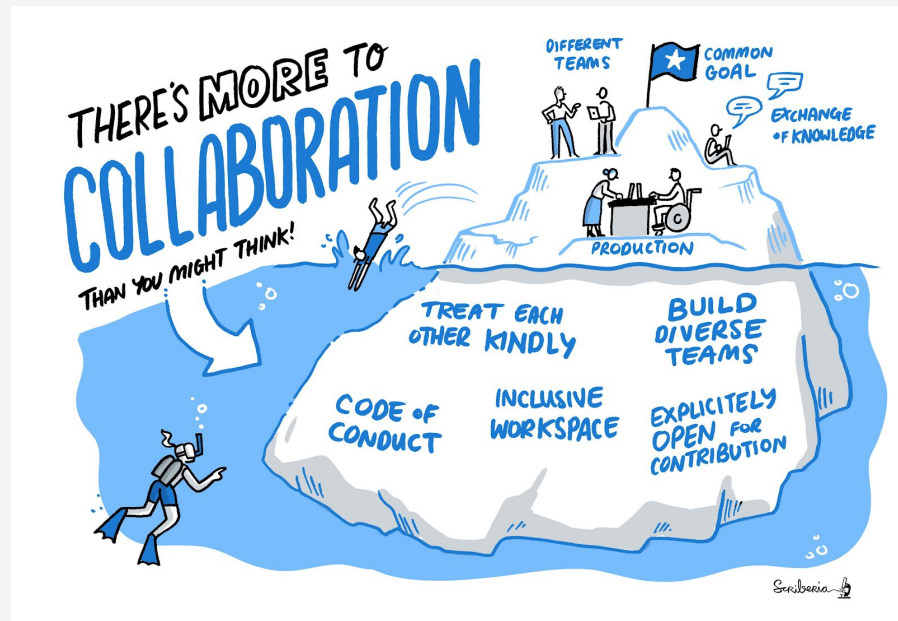 THERE'S MORE TO
COLLABORATION
THAN YOU MIGHT THINK!
DIFFERENT
TEAMS
COMMON
GOAL
EXCHANGE
OF KNOWLEDGE
PRODUCTION
TREAT EACH
OTHER KINDLY
BUILD
DIVERSE
TEAMS
CODE OF
CONDUCT
INCLUSIVE
WORKSPACE
EXPLICITELY
OPEN FOR
CONTRIBUTION
Scriberia